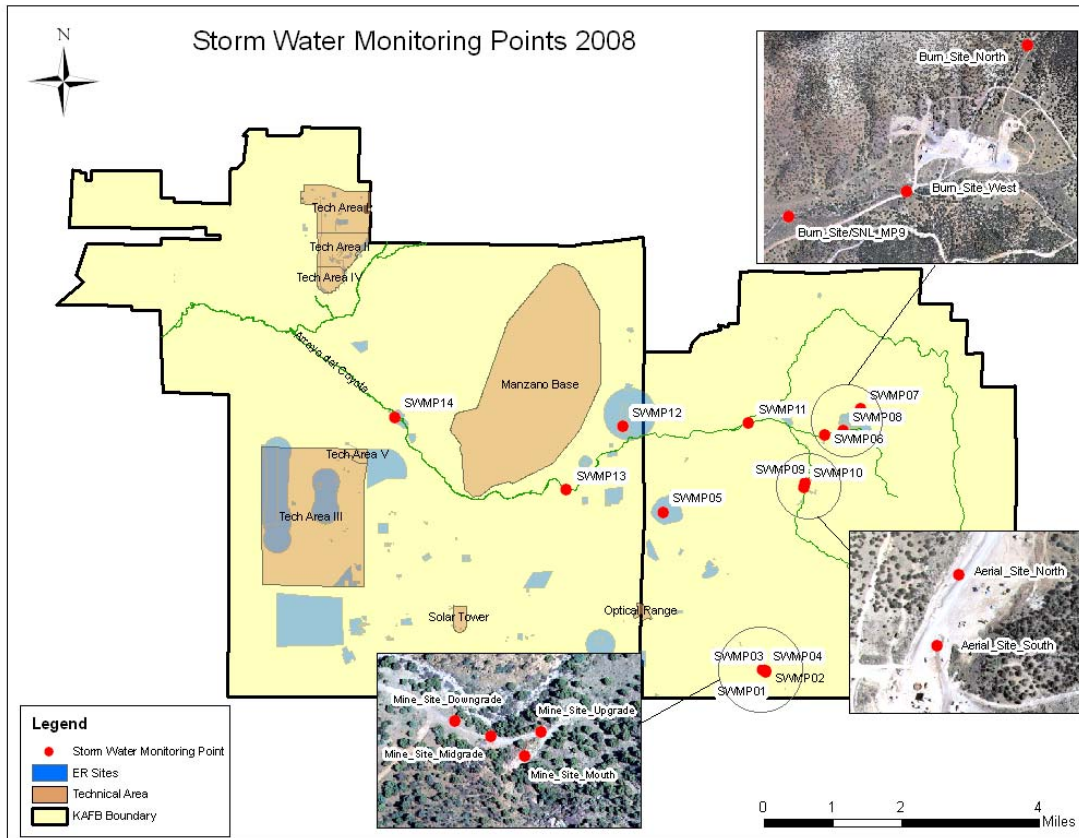 Storm Water Monitoring Points 2008
N
Burn_Site_North
Burn_Site_West
Burn_Site/SNL_MP9
Tech Area I
Tech Area II
Tech Area IV
Arroyo del Coyote
Manzano Base
SWMP14
SWMP12
SWMP11
SWMP07
SWMP08
SWMP06
Tech Area V
SWMP13
SWMP09
SWMP10
SWMP05
Tech Area III
Aerial_Site_North
Aerial_Site_South
Solar Tower
Optical Range
SWMP03
SWMP04
SWMP02
SWMP01
Mine_Site_Downgrade
Mine_Site_Upgrade
Mine_Site_Midgrade
Mine_Site_Mouth
Legend
Storm Water Monitoring Point
ER Sites
Technical Area
KAFB Boundary
0 1 2 4
Miles